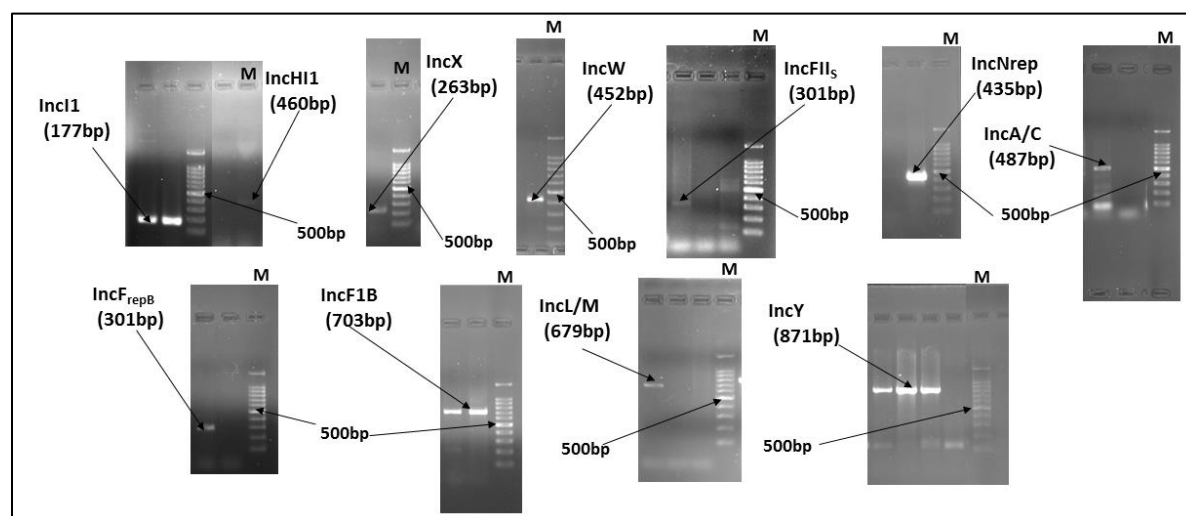 M
IncI1
(177bp)
M
IncHI1
(460bp)
500bp
M
IncX
(263bp)
500bp
M
IncW
(452bp)
500bp
M
IncFIIS
(301bp)
500bp
M
IncNrep
(435bp)
M
IncA/C
(487bp)
500bp
M
IncFrepB
(301bp)
M
IncF1B
(703bp)
500bp
M
IncL/M
(679bp)
500bp
M
IncY
(871bp)
500bp